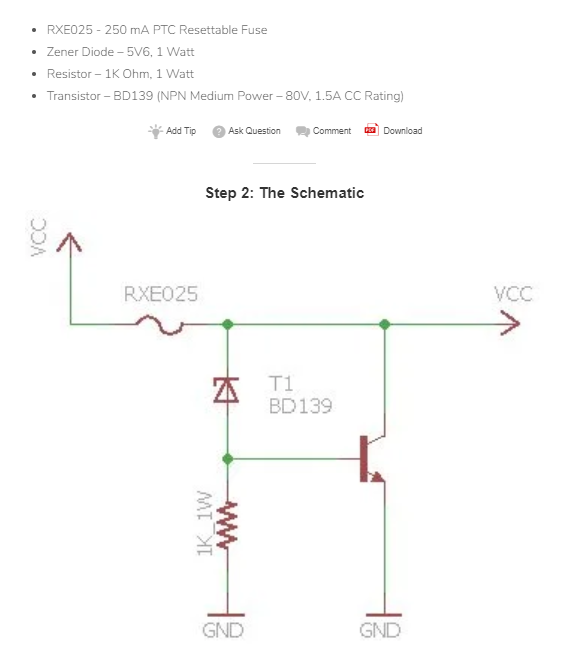 RXE025 - 250 mA PTC Resettable Fuse
Zener Diode – 5V6, 1 Watt
Resistor – 1K Ohm, 1 Watt
Transistor – BD139 (NPN Medium Power – 80V, 1.5A CC Rating)
Add Tip Ask Question Comment PDF Download
Step 2: The Schematic
VCC
RXE025 VCC
T1
BD139
1K_1W
GND GND